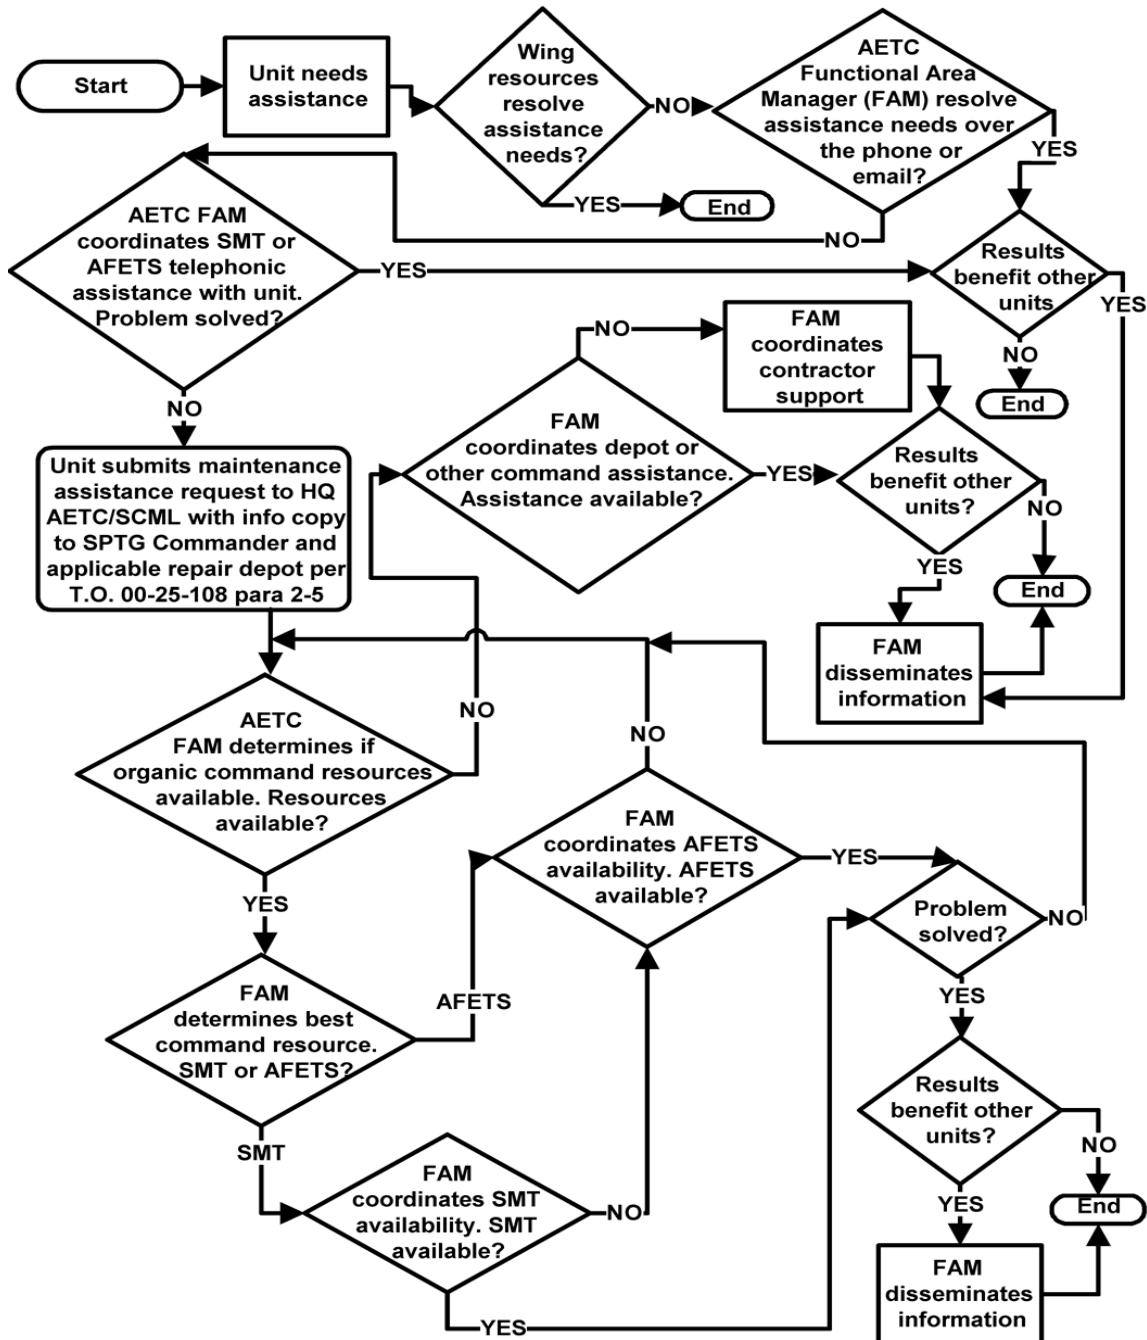 Start
Unit needs
assistance
Wing
resources
resolve
assistance
needs?
NO
YES
End
AETC
Functional Area
Manager (FAM) resolve
assistance needs over
the phone or
email?
YES
NO
AETC FAM
coordinates SMT or
AFETS telephonic
assistance with unit.
Problem solved?
YES
NO
Results
benefit other
units
YES
NO
End
Unit submits maintenance
assistance request to HQ
AETC/SCML with info copy
to SPTG Commander and
applicable repair depot per
T.O. 00-25-108 para 2-5
FAM
coordinates depot or
other command assistance.
Assistance available?
NO
YES
FAM
coordinates
contractor
support
Results
benefit other
units?
NO
YES
End
FAM
disseminates
information
AETC
FAM determines if
organic command resources
available. Resources
available?
NO
YES
FAM
determines best
command resource.
SMT or AFETS?
AFETS
SMT
FAM
coordinates AFETS
availability. AFETS
available?
NO
YES
FAM
coordinates SMT
availability. SMT
available?
NO
YES
Problem
solved?
NO
YES
Results
benefit other
units?
NO
YES
End
FAM
disseminates
information